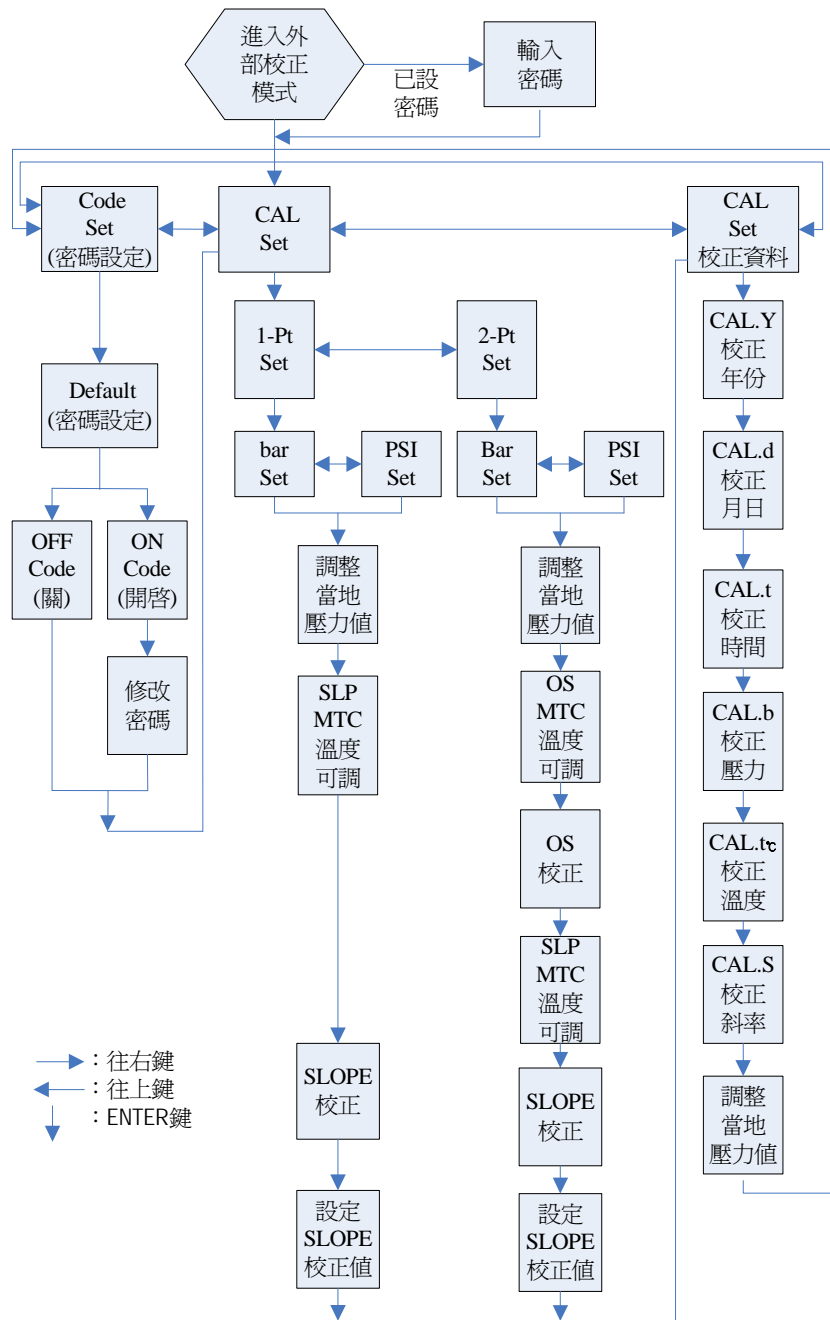 進入外
部校正
模式
已設
密碼
輸入
密碼
Code
Set
(密碼設定)
CAL
Set
CAL
Set
校正資料
Default
(密碼設定)
OFF
Code
(關)
ON
Code
(開啓)
修改
密碼
1-Pt
Set
2-Pt
Set
bar
Set
PSI
Set
Bar
Set
PSI
Set
調整
當地
壓力值
SLP
MTC
溫度
可調
SLOPE
校正
設定
SLOPE
校正值
調整
當地
壓力值
OS
MTC
溫度
可調
OS
校正
SLP
MTC
溫度
可調
SLOPE
校正
設定
SLOPE
校正值
CAL.Y
校正
年份
CAL.d
校正
月日
CAL.t
校正
時間
CAL.b
校正
壓力
CAL.t℃
校正
溫度
CAL.S
校正
斜率
調整
當地
壓力值
：往右鍵
：往上鍵
：ENTER鍵